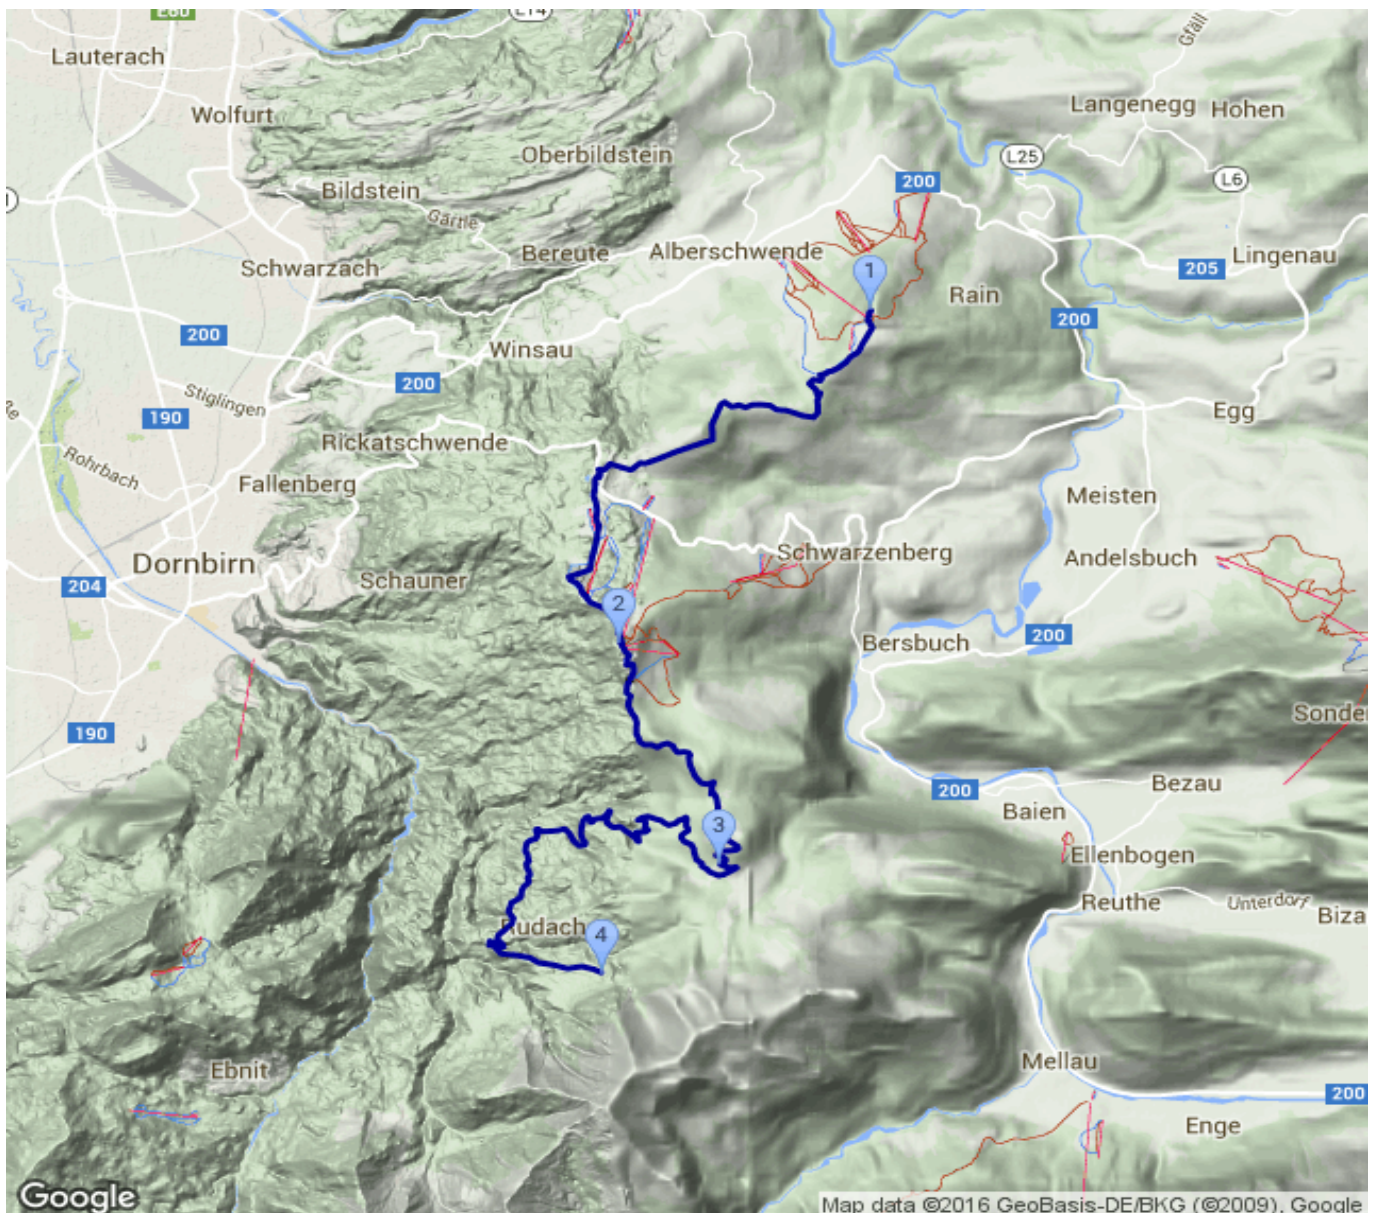 E60
L14
Gfäll
Lauterach
Wolfurt
Langenegg
Hohen
Oberbildstein
L25
200
L6
Bildstein
Gärtle
Bereute
Alberschwende
Lingenau
Schwarzach
205
1
Rain
200
200
Winsau
200
Stiglingen
190
Egg
Rickatschwende
Rohrbach
Fallenberg
Meisten
Dornbirn
Schwarzenberg
Andelsbuch
204
Schauner
2
200
Bersbuch
190
200
Bezau
Baien
3
Ellenbogen
Reuthe
Unterdorf
4
Ebnit
Mellau
200
Enge
Google
Map data ©2016 GeoBasis-DE/BKG (©2009), Google